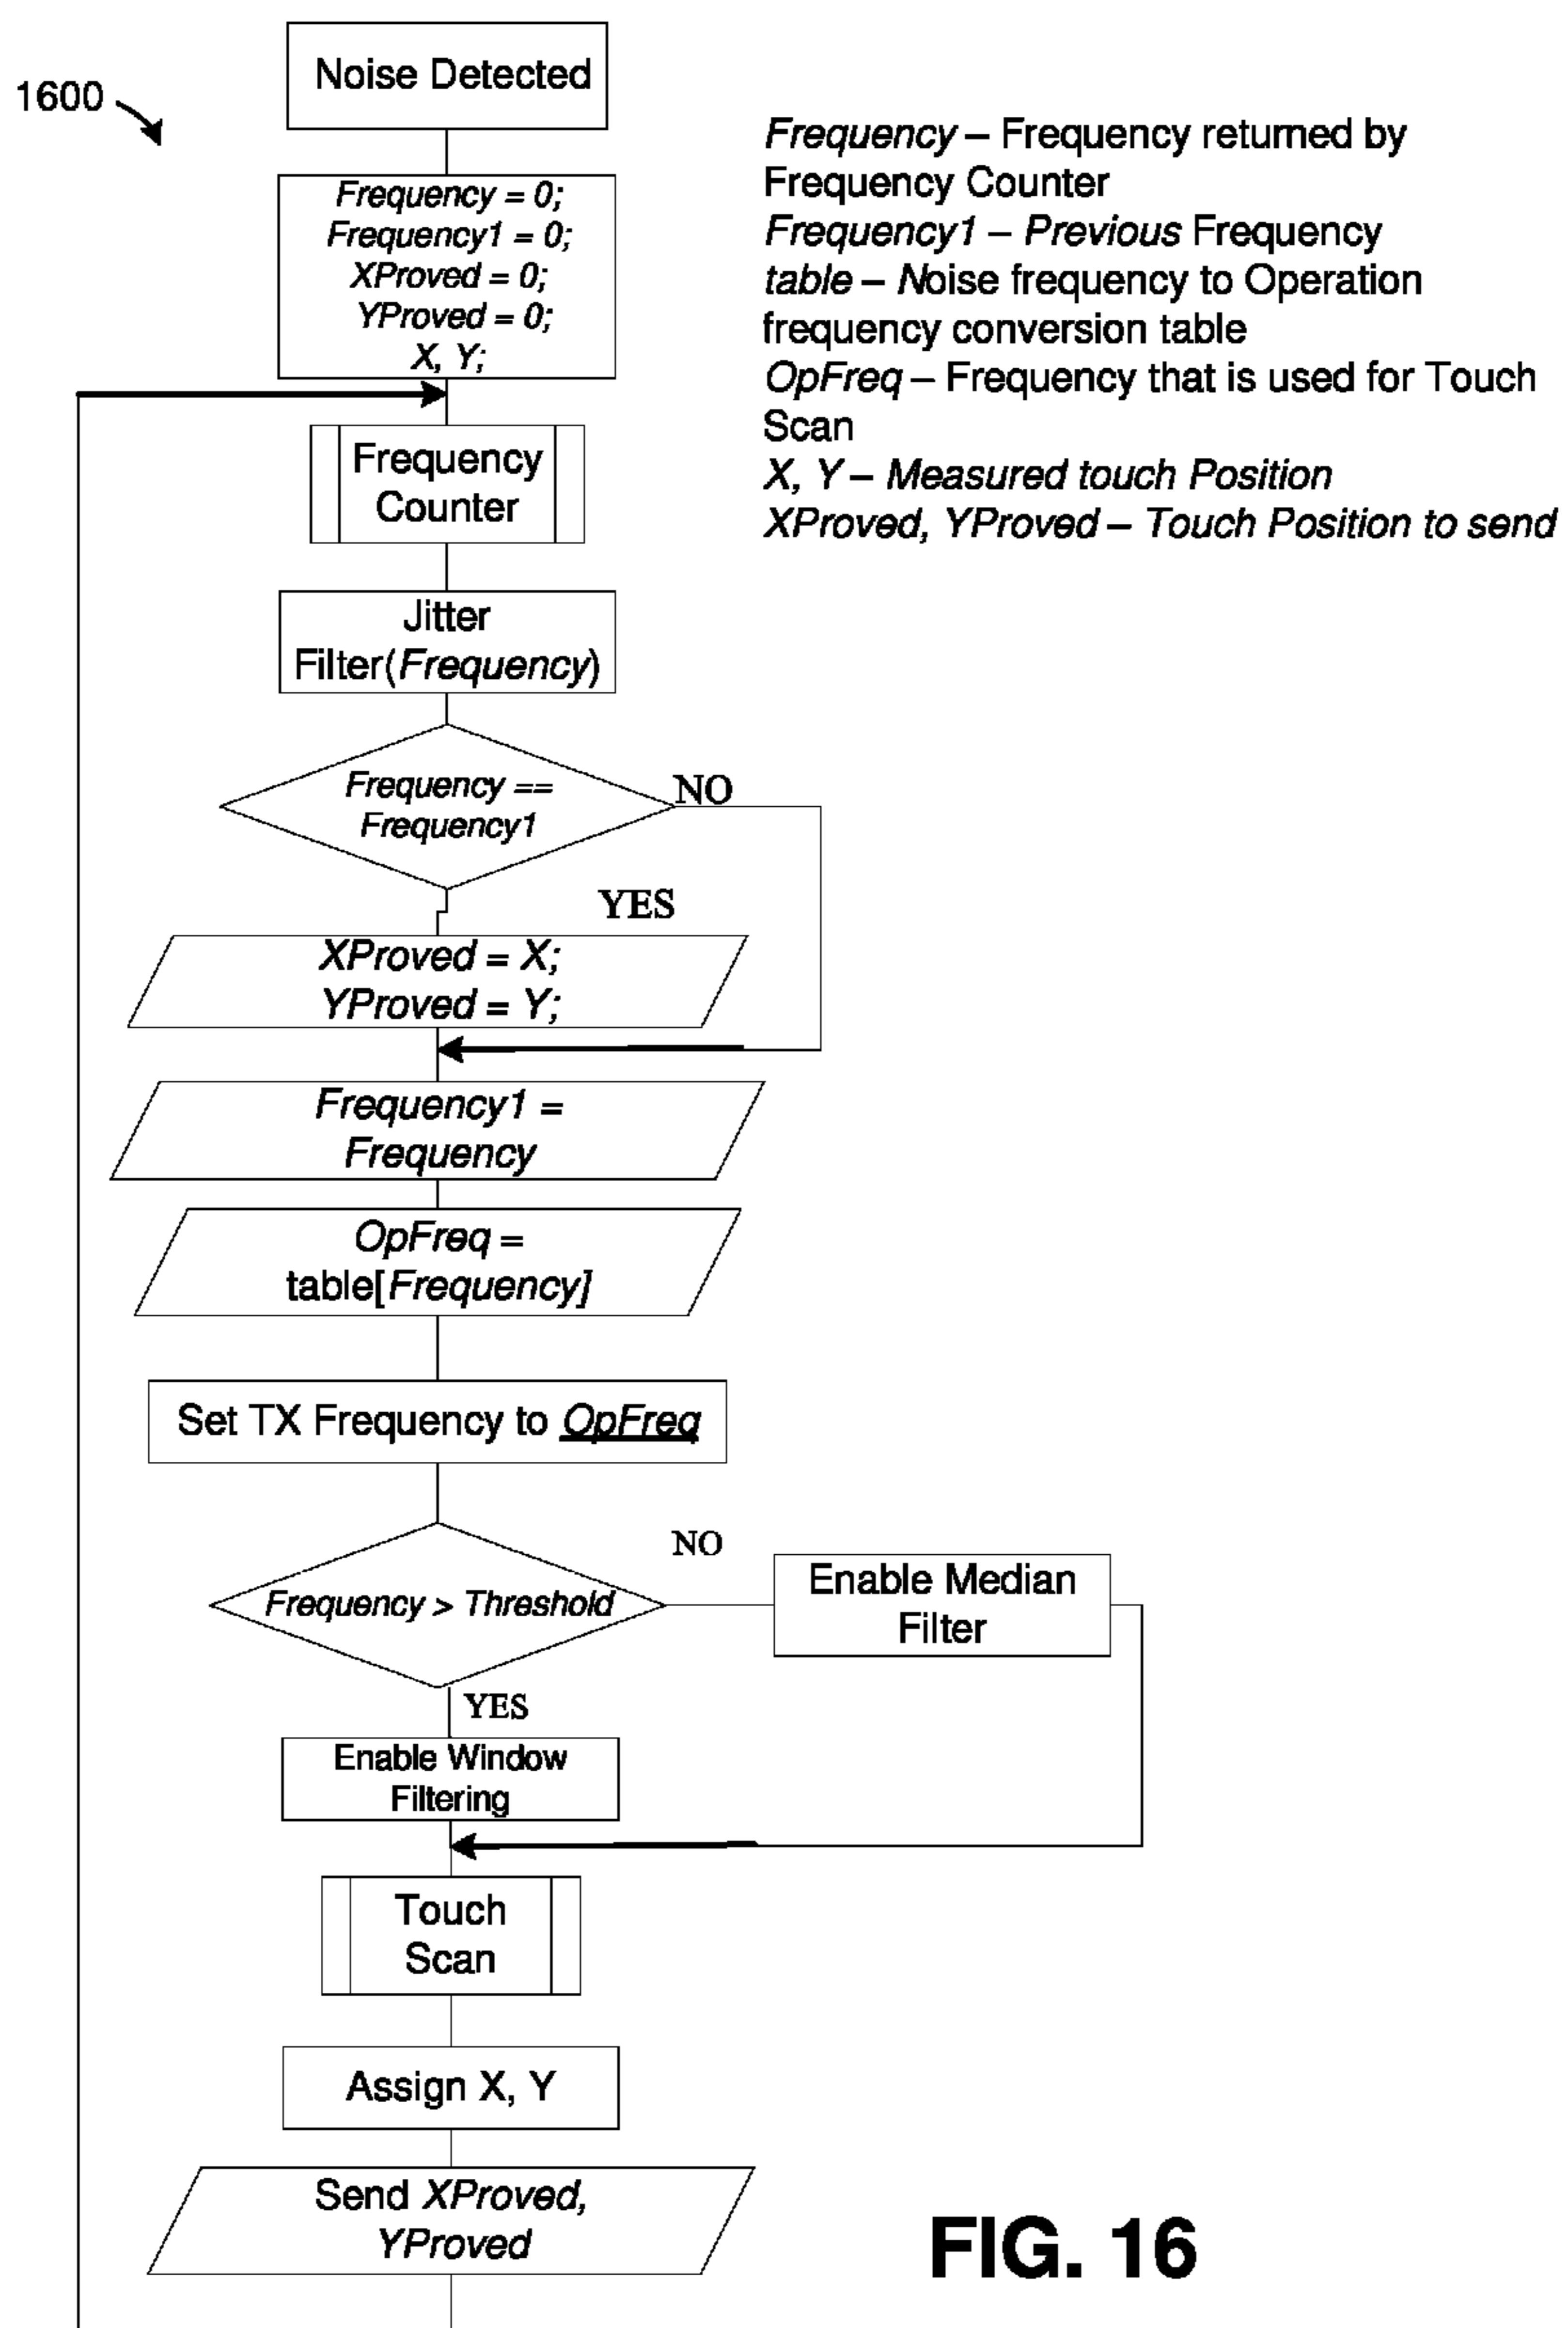 1600
Noise Detected
Frequency = 0;
Frequency1 = 0;
XProved = 0;
YProved = 0;
X, Y;
Frequency – Frequency returned by
Frequency Counter
Frequency1 – Previous Frequency
table – Noise frequency to Operation
frequency conversion table
OpFreq – Frequency that is used for Touch
Scan
X, Y – Measured touch Position
XProved, YProved – Touch Position to send
Frequency
Counter
Jitter
Filter(Frequency)
Frequency ==
Frequency1
NO
YES
XProved = X;
YProved = Y;
Frequency1 =
Frequency
OpFreq =
table[Frequency]
Set TX Frequency to OpFreq
Frequency > Threshold
NO
Enable Median
Filter
YES
Enable Window
Filtering
Touch
Scan
Assign X, Y
Send XProved,
YProved
FIG. 16